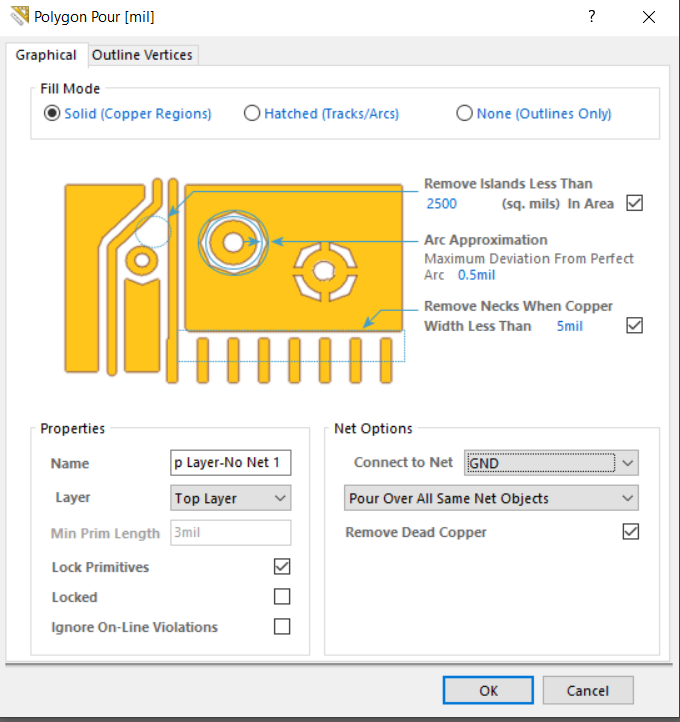 Polygon Pour [mil]
?
Graphical Outline Vertices
Fill Mode
Solid (Copper Regions) Hatched (Tracks/Arcs) None (Outlines Only)
Remove Islands Less Than
2500 (sq. mils) In Area
Arc Approximation
Maximum Deviation From Perfect
Arc 0.5mil
Remove Necks When Copper
Width Less Than 5mil
Properties
Name p Layer-No Net 1
Layer Top Layer
Min Prim Length 3mil
Lock Primitives
Locked
Ignore On-Line Violations
Net Options
Connect to Net GND
Pour Over All Same Net Objects
Remove Dead Copper
OK Cancel